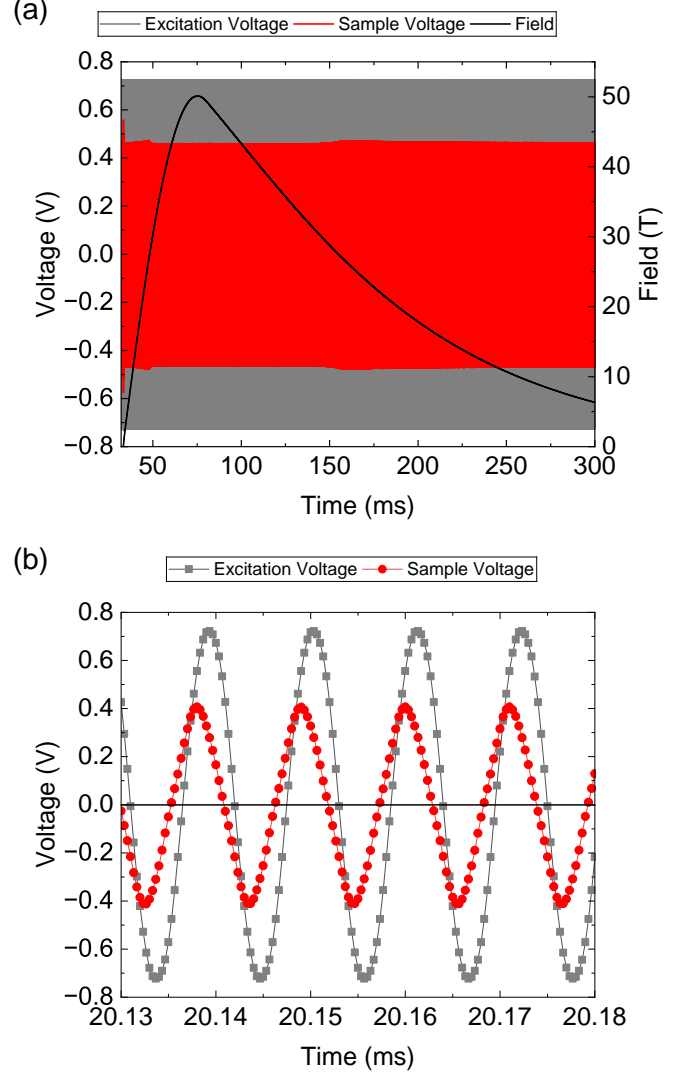 (a)
Excitation Voltage Sample Voltage Field
0.8 0.6 0.4 0.2 0.0 −0.2 −0.4 −0.6 −0.8
Voltage (V)
50 40 30 20 10 0
Field (T)
50 100 150 200 250 300
Time (ms)
(b)
Excitation Voltage Sample Voltage
0.8 0.6 0.4 0.2 0.0 −0.2 −0.4 −0.6 −0.8
Voltage (V)
20.13 20.14 20.15 20.16 20.17 20.18
Time (ms)